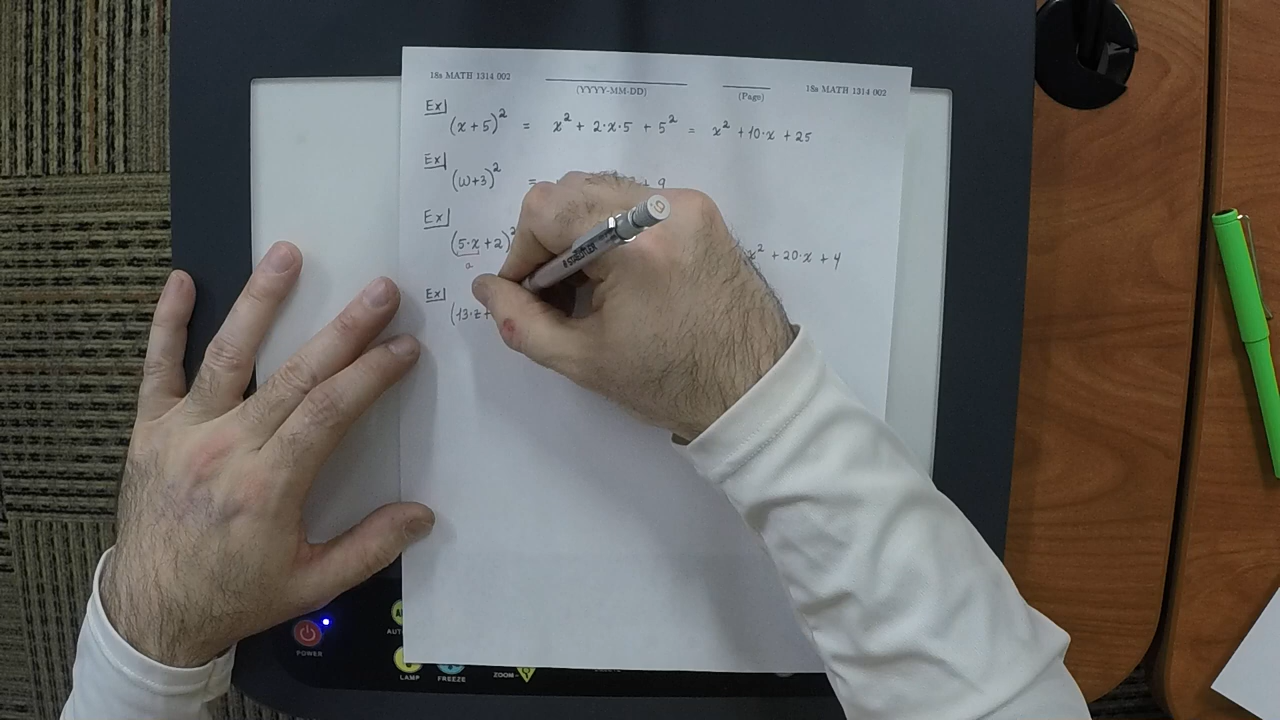 18s MATH 1314 002 (YYYY-MM-DD) (Page) 18s MATH 1314 002
Ex
(x+5)² = x² + 2·x·5 + 5² = x² + 10·x + 25
Ex
(w+3)² = + 9
Ex
(5·x+2)² x² + 20·x + 4
a
Ex
(13·z+
STAEDTLER
POWER
LAMP
FREEZE
ZOOM